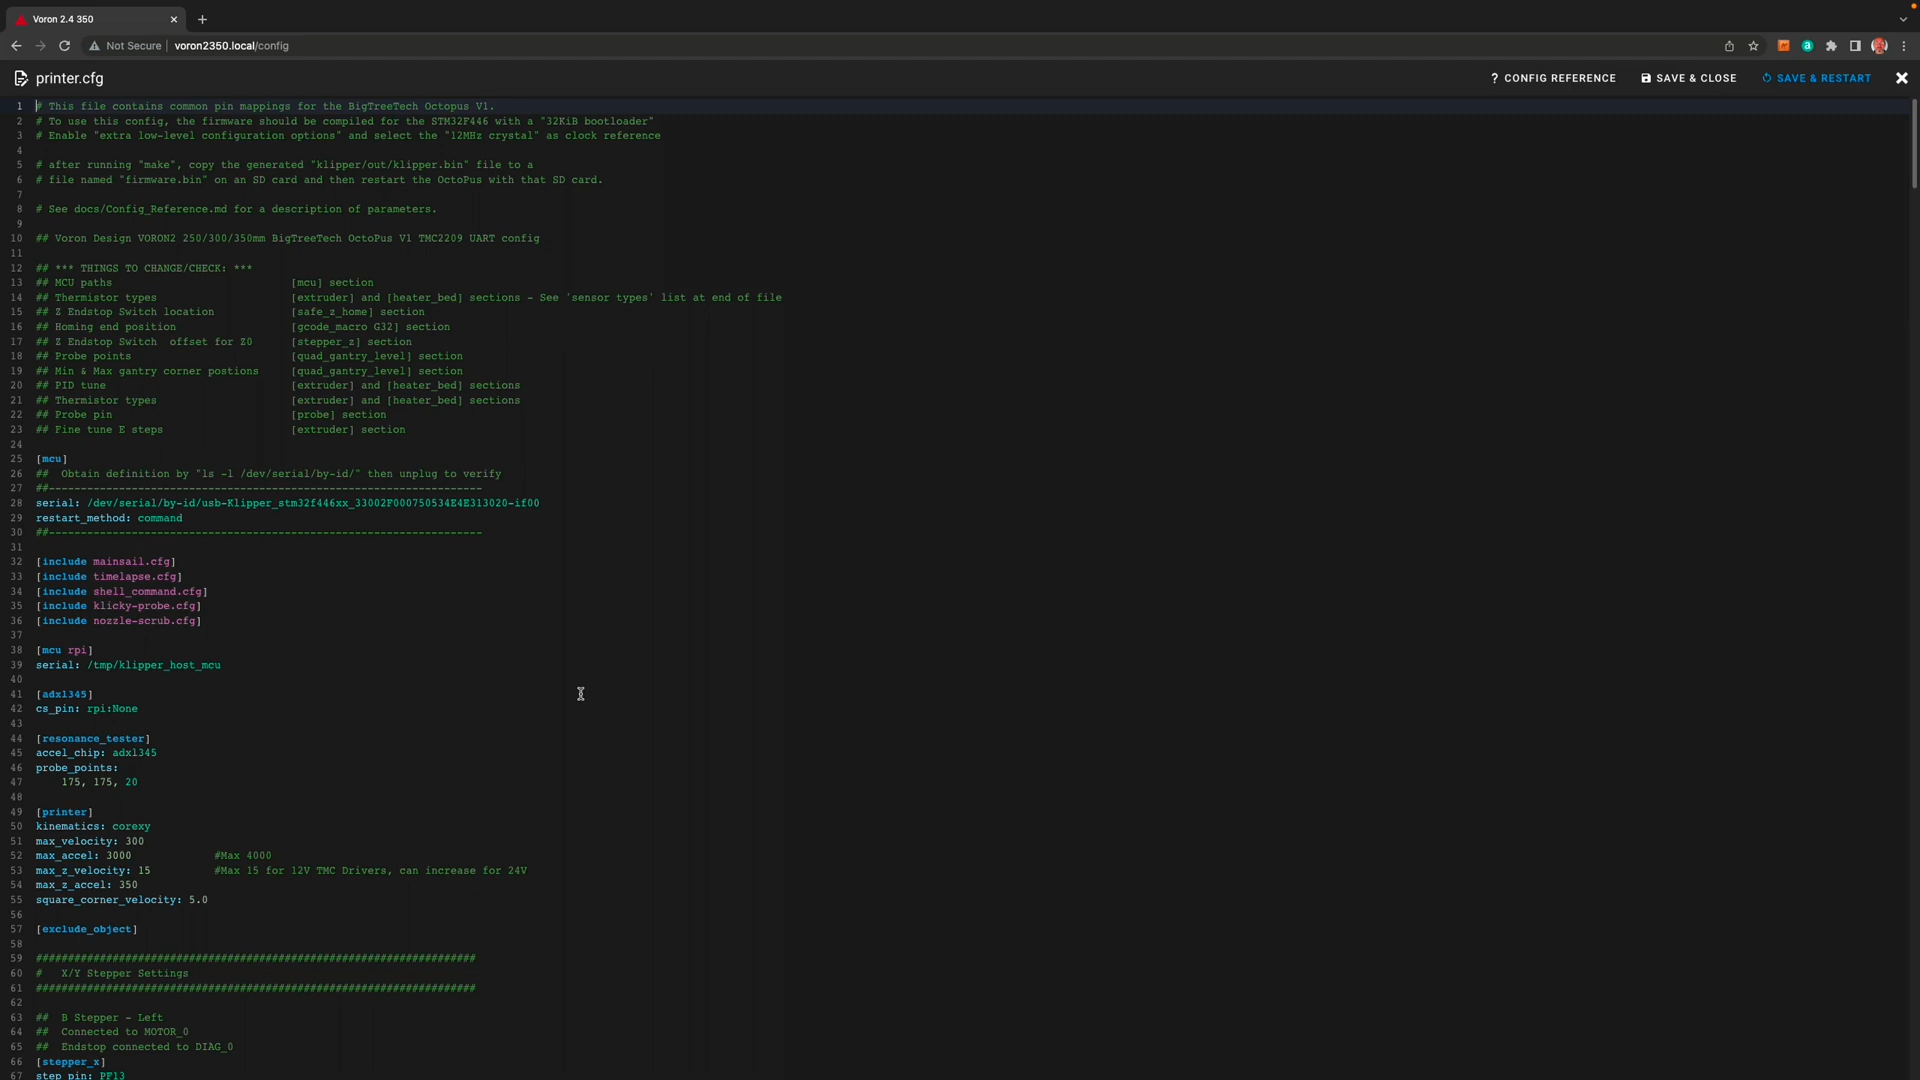 Voron 2.4 350
Not Secure | voron2350.local/config
printer.cfg
? CONFIG REFERENCE
SAVE & CLOSE
SAVE & RESTART
1 # This file contains common pin mappings for the BigTreeTech Octopus V1.
2 # To use this config, the firmware should be compiled for the STM32F446 with a "32KiB bootloader"
3 # Enable "extra low-level configuration options" and select the "12MHz crystal" as clock reference
4
5 # after running "make", copy the generated "klipper/out/klipper.bin" file to a
6 # file named "firmware.bin" on an SD card and then restart the OctoPus with that SD card.
7
8 # See docs/Config_Reference.md for a description of parameters.
9
10 ## Voron Design VORON2 250/300/350mm BigTreeTech OctoPus V1 TMC2209 UART config
11
12 ## *** THINGS TO CHANGE/CHECK: ***
13 ## MCU paths [mcu] section
14 ## Thermistor types [extruder] and [heater_bed] sections - See 'sensor types' list at end of file
15 ## Z Endstop Switch location [safe_z_home] section
16 ## Homing end position [gcode_macro G32] section
17 ## Z Endstop Switch offset for Z0 [stepper_z] section
18 ## Probe points [quad_gantry_level] section
19 ## Min & Max gantry corner postions [quad_gantry_level] section
20 ## PID tune [extruder] and [heater_bed] sections
21 ## Thermistor types [extruder] and [heater_bed] sections
22 ## Probe pin [probe] section
23 ## Fine tune E steps [extruder] section
24
25 [mcu]
26 ## Obtain definition by "ls -l /dev/serial/by-id/" then unplug to verify
27 ##--------------------------------------------------------------------
28 serial: /dev/serial/by-id/usb-Klipper_stm32f446xx_33002F000750534E4E313020-if00
29 restart_method: command
30 ##--------------------------------------------------------------------
31
32 [include mainsail.cfg]
33 [include timelapse.cfg]
34 [include shell_command.cfg]
35 [include klicky-probe.cfg]
36 [include nozzle-scrub.cfg]
37
38 [mcu rpi]
39 serial: /tmp/klipper_host_mcu
40
41 [adxl345]
42 cs_pin: rpi:None
43
44 [resonance_tester]
45 accel_chip: adxl345
46 probe_points:
47 175, 175, 20
48
49 [printer]
50 kinematics: corexy
51 max_velocity: 300
52 max_accel: 3000 #Max 4000
53 max_z_velocity: 15 #Max 15 for 12V TMC Drivers, can increase for 24V
54 max_z_accel: 350
55 square_corner_velocity: 5.0
56
57 [exclude_object]
58
59 #####################################################################
60 # X/Y Stepper Settings
61 #####################################################################
62
63 ## B Stepper - Left
64 ## Connected to MOTOR_0
65 ## Endstop connected to DIAG_0
66 [stepper_x]
67 step_pin: PF13